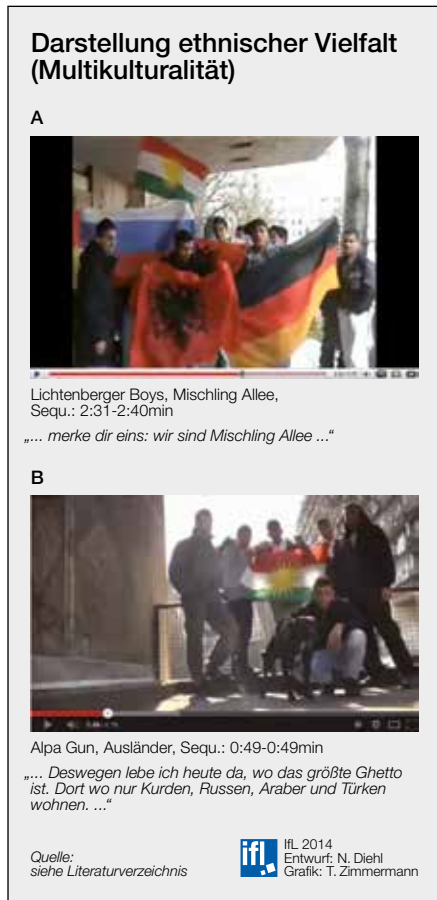 Darstellung ethnischer Vielfalt
(Multikulturalität)
A
Lichtenberger Boys, Mischling Allee,
Sequ.: 2:31-2:40min
„... merke dir eins: wir sind Mischling Allee ...“
B
Alpa Gun, Ausländer, Sequ.: 0:49-0:49min
„... Deswegen lebe ich heute da, wo das größte Ghetto
ist. Dort wo nur Kurden, Russen, Araber und Türken
wohnen. ...“
Quelle:
siehe Literaturverzeichnis
ifl
IfL 2014
Entwurf: N. Diehl
Grafik: T. Zimmermann